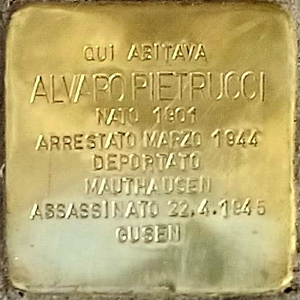 QUI ABITAVA
ALVARO PIETRUCCI
NATO 1901
ARRESTATO MARZO 1944
DEPORTATO
MAUTHAUSEN
ASSASSINATO 22.4.1945
GUSEN